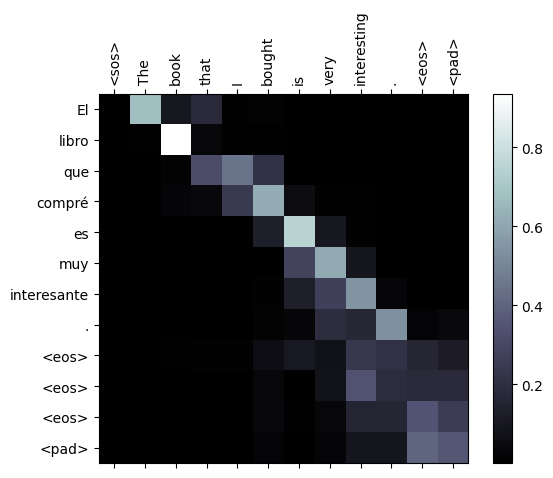 <sos> The book that I bought is very interesting . <eos> <pad>
El
libro
que
compré
es
muy
interesante
.
<eos>
<eos>
<eos>
<pad>
0.8
0.6
0.4
0.2